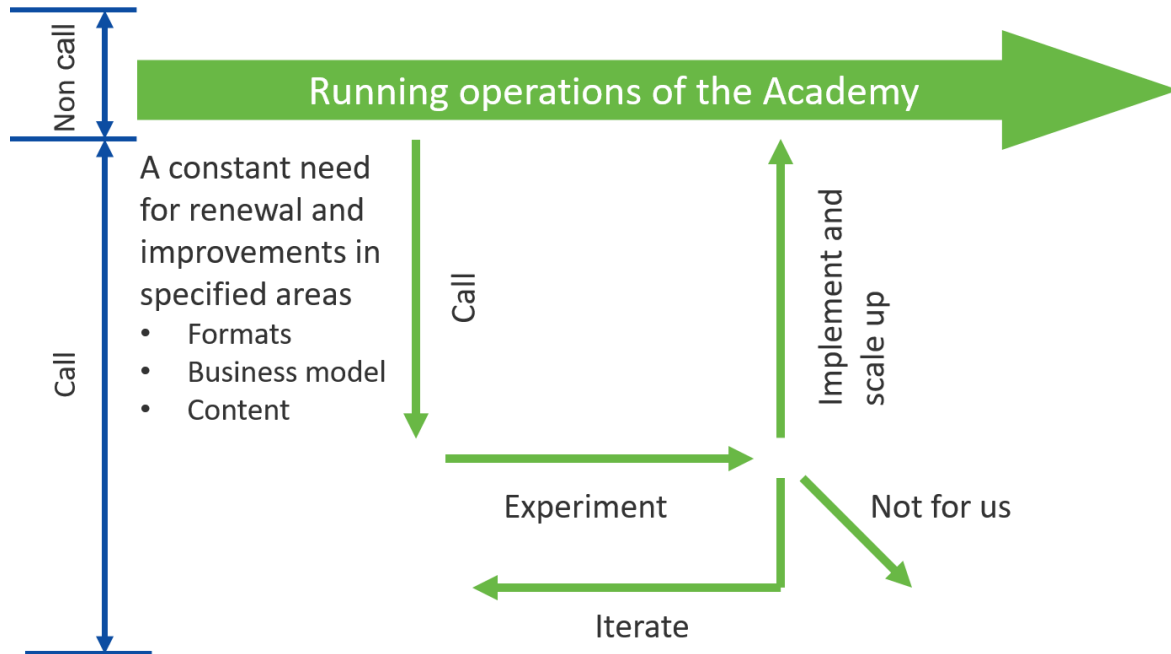 Non call
Running operations of the Academy
Call
A constant need
for renewal and
improvements in
specified areas
• Formats
• Business model
• Content
Call
Implement and
scale up
Experiment
Not for us
Iterate